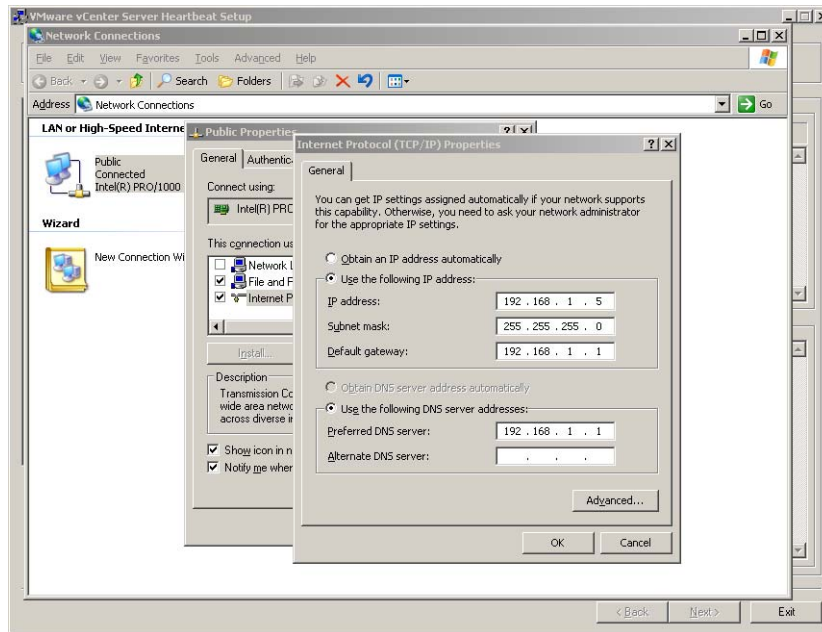 VMware vCenter Server Heartbeat Setup
Network Connections
File Edit View Favorites Tools Advanced Help
Back Search Folders
Address Network Connections Go
LAN or High-Speed Interne
Public
Connected
Intel(R) PRO/1000
Wizard
New Connection Wi
Public Properties
General Authentic
Connect using:
Intel(R) PRO
This connection us
Network L
File and F
Internet P
Install...
Description
Transmission Co
wide area netwo
across diverse i
Show icon in n
Notify me when
Internet Protocol (TCP/IP) Properties
General
You can get IP settings assigned automatically if your network supports
this capability. Otherwise, you need to ask your network administrator
for the appropriate IP settings.
Obtain an IP address automatically
Use the following IP address:
IP address: 192 . 168 . 1 . 5
Subnet mask: 255 . 255 . 255 . 0
Default gateway: 192 . 168 . 1 . 1
Obtain DNS server address automatically
Use the following DNS server addresses:
Preferred DNS server: 192 . 168 . 1 . 1
Alternate DNS server: . . .
Advanced...
OK Cancel
< Back Next > Exit